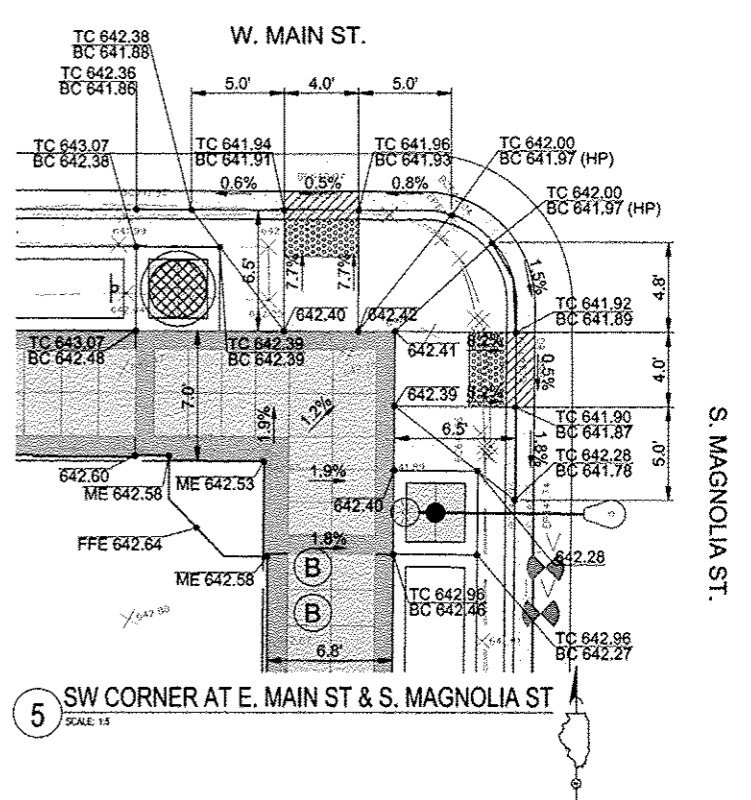 TC 642.38
BC 641.88
W. MAIN ST.
TC 642.36
BC 641.86
5.0'
4.0'
5.0'
TC 643.07
BC 642.38
TC 641.94
BC 641.91
TC 641.96
BC 641.93
TC 642.00
BC 641.97 (HP)
TC 642.00
BC 641.97 (HP)
0.6%
0.5%
0.8%
6.5'
7.7%
7.7%
1.5%
4.8'
TC 641.92
BC 641.89
642.40
642.42
642.41
TC 643.07
BC 642.48
TC 642.39
BC 642.39
8.2%
8.2%
0.5%
4.0'
642.39
7.0'
1.9%
1.2%
TC 641.90
BC 641.87
6.5'
1.8%
5.0'
TC 642.28
BC 641.78
S. MAGNOLIA ST.
642.60
ME 642.58
ME 642.53
1.9%
642.40
FFE 642.64
1.8%
642.28
ME 642.58
B
TC 642.96
BC 642.46
B
TC 642.96
BC 642.27
6.8'
5
SW CORNER AT E. MAIN ST & S. MAGNOLIA ST
SCALE: 1:5